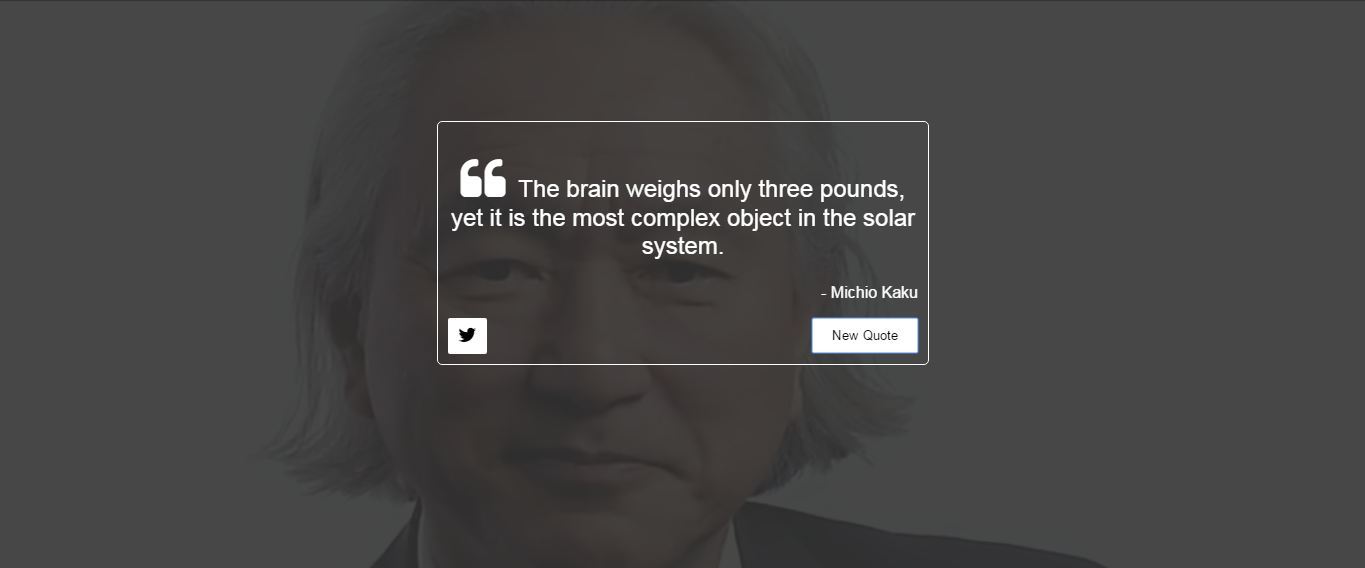 “ The brain weighs only three pounds,
yet it is the most complex object in the solar
system.
- Michio Kaku
New Quote